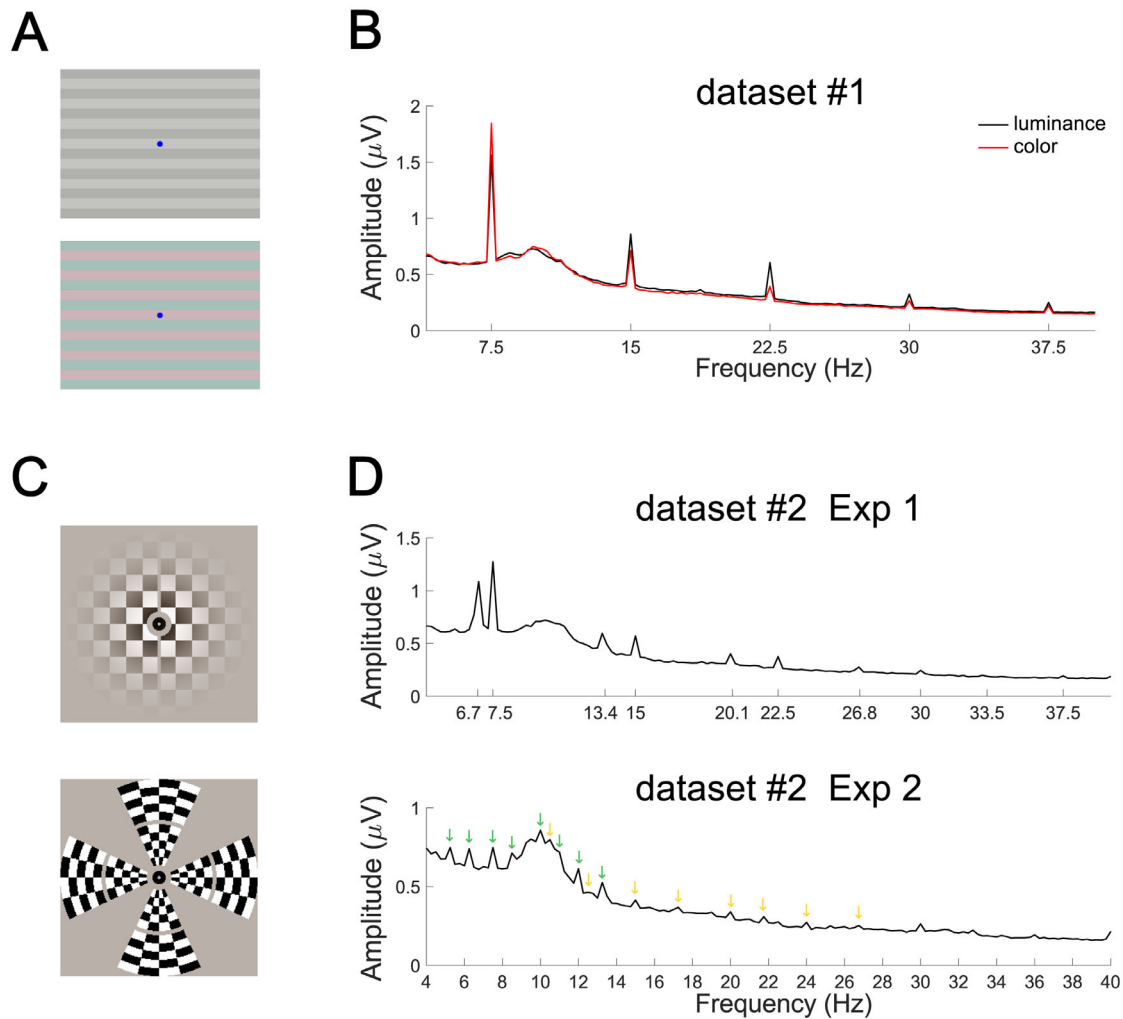 A
B
dataset #1
luminance
color
Amplitude (μV)
2
1.5
1
0.5
0
7.5 15 22.5 30 37.5
Frequency (Hz)
C
D
dataset #2 Exp 1
Amplitude (μV)
1.5
1
0.5
0
6.7 7.5 13.4 15 20.1 22.5 26.8 30 33.5 37.5
dataset #2 Exp 2
Amplitude (μV)
1
0.5
0
4 6 8 10 12 14 16 18 20 22 24 26 28 30 32 34 36 38 40
Frequency (Hz)